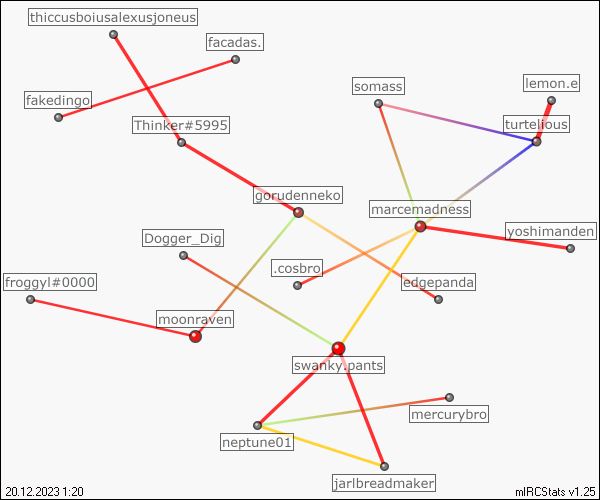 thiccusboiusalexusjoneus
facadas.
lemon.e
somass
fakedingo
Thinker#5995
turtelious
gorudenneko
marcemadness
yoshimanden
Dogger_Dig
.cosbro
froggyl#0000
edgepanda
moonraven
swanky.pants
mercurybro
neptune01
jarlbreadmaker
20.12.2023 1:20
mIRCStats v1.25